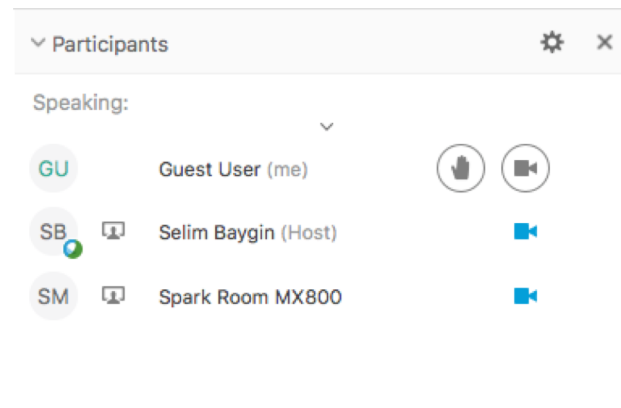 Participants
Speaking:
GU Guest User (me)
SB Selim Baygin (Host)
SM Spark Room MX800